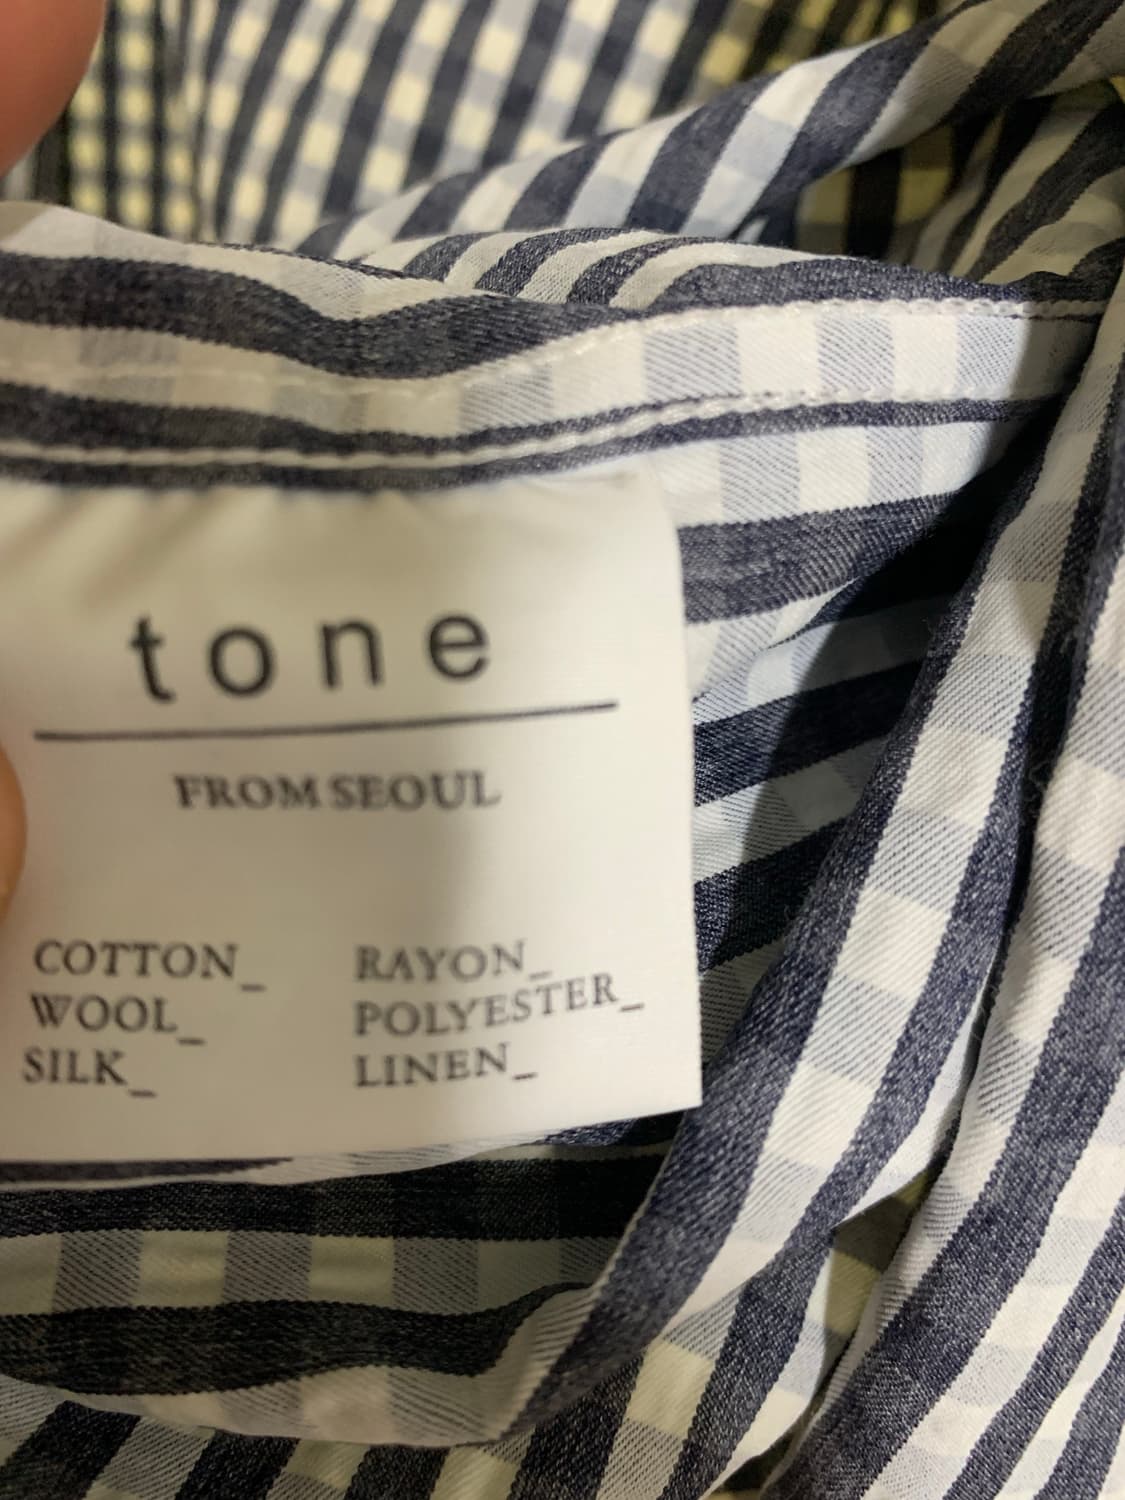 tone
FROM SEOUL
COTTON_ RAYON_
WOOL_ POLYESTER_
SILK_ LINEN_